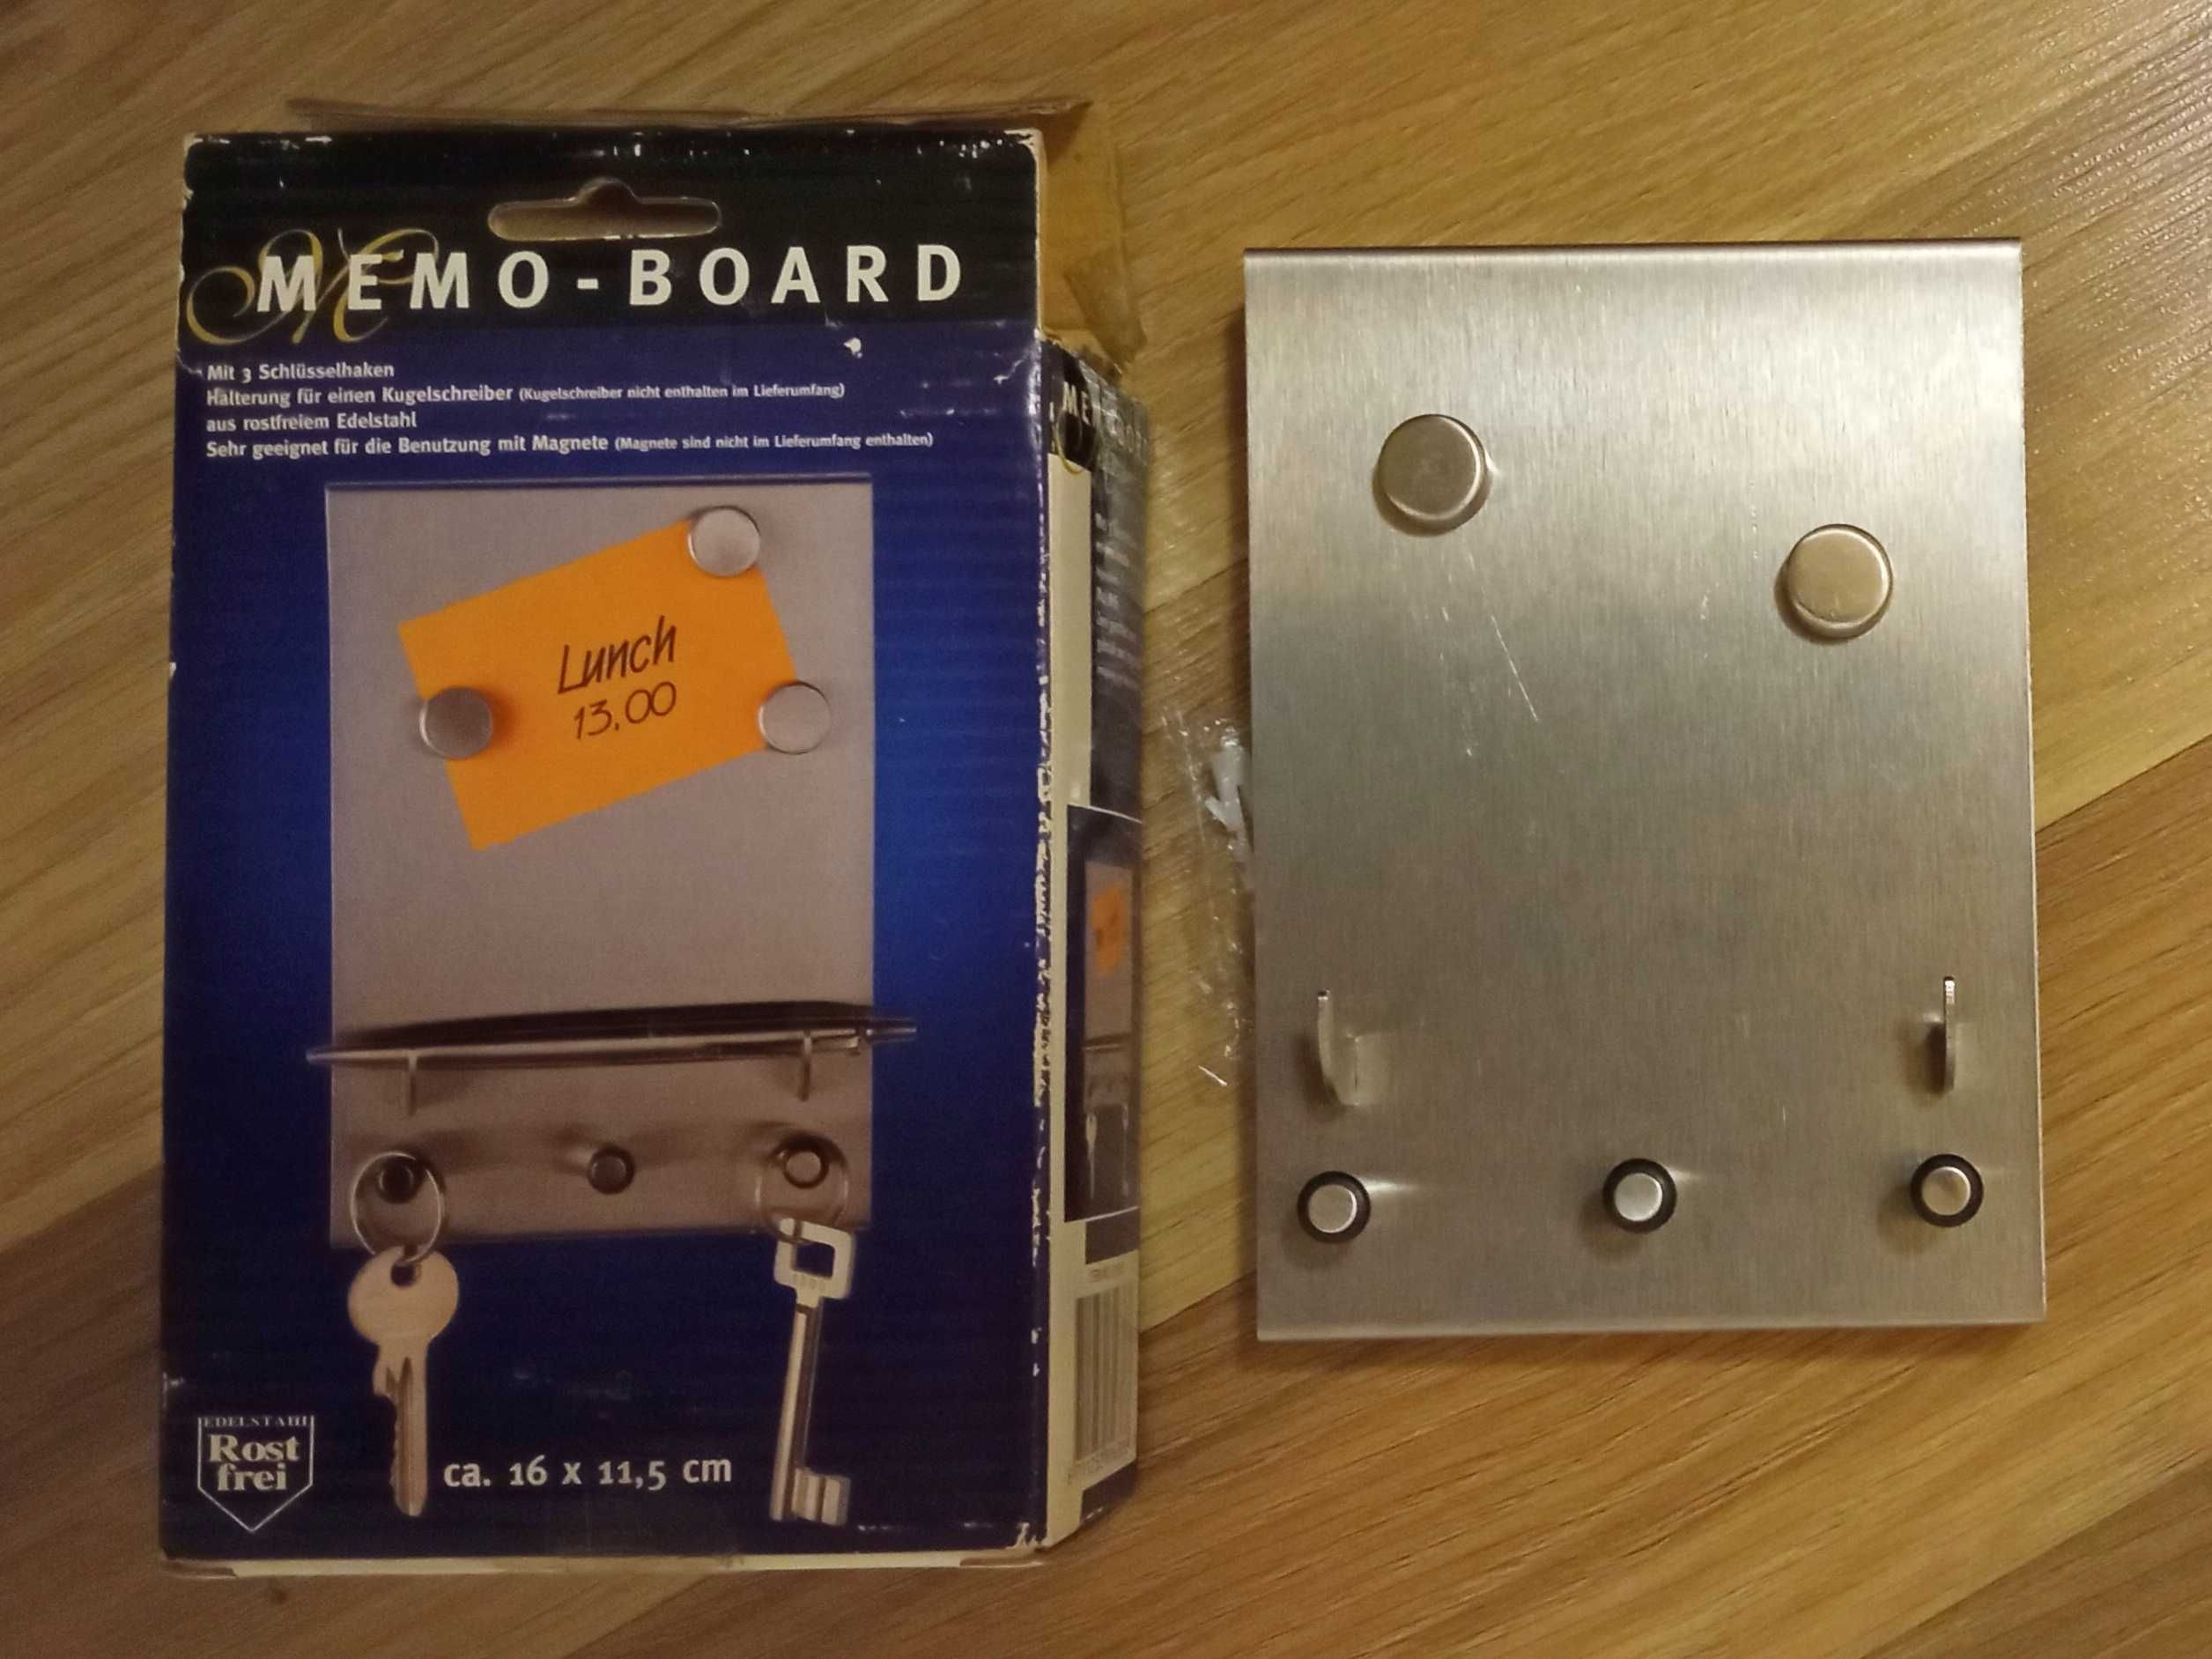 MEMO-BOARD
Mit 3 Schlüsselhaken
Halterung für einen Kugelschreiber (Kugelschreiber nicht enthalten im Lieferumfang)
aus rostfreiem Edelstahl
Sehr geeignet für die Benutzung mit Magnete (Magnete sind nicht im Lieferumfang enthalten)
Lunch
13.00
EDELSTAHL
Rost
frei
ca. 16 x 11,5 cm